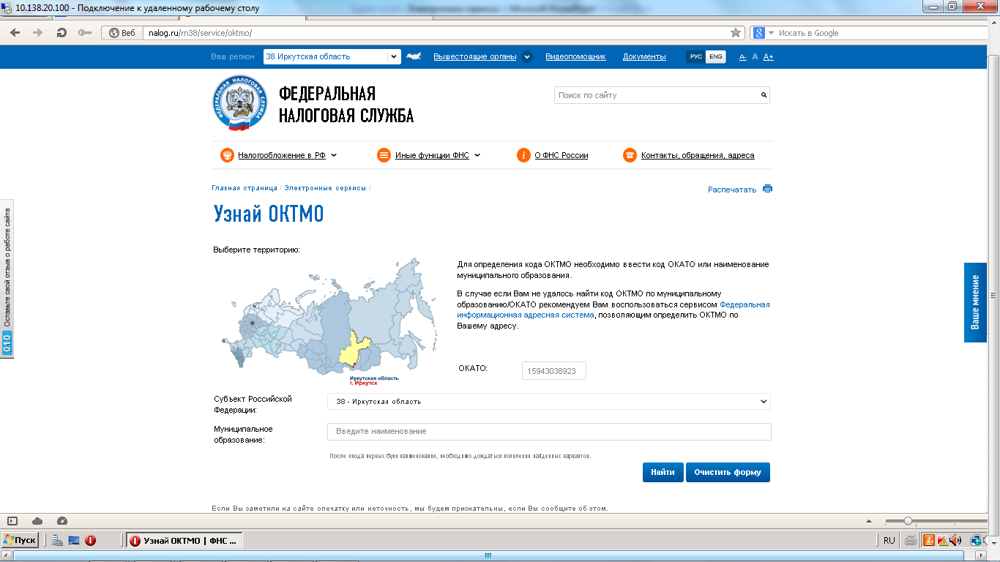 10.138.20.100 - Подключение к удаленному рабочему столу
Веб
nalog.ru/rn38/service/oktmo/
Искать в Google
Ваш регион
38 Иркутская область
Вышестоящие органы
Видеопомощник
Документы
РУС
ENG
A-
A
A+
ФЕДЕРАЛЬНАЯ
НАЛОГОВАЯ СЛУЖБА
Поиск по сайту
Налогообложение в РФ
Иные функции ФНС
О ФНС России
Контакты, обращения, адреса
Главная страница / Электронные сервисы /
Распечатать
Узнай ОКТМО
Выберите территорию:
Для определения кода ОКТМО необходимо ввести код ОКАТО или наименование
муниципального образования.
В случае если Вам не удалось найти код ОКТМО по муниципальному
образованию/ОКАТО рекомендуем Вам воспользоваться сервисом Федеральная
информационная адресная система, позволяющим определить ОКТМО по
Вашему адресу.
Иркутская область
г. Иркутск
ОКАТО:
15943038923
Субъект Российской
Федерации:
38 - Иркутская область
Муниципальное
образование:
Введите наименование
После ввода первых букв наименования, необходимо дождаться появления найденных вариантов.
Найти
Очистить форму
Если Вы заметили на сайте опечатку или неточность, мы будем признательны, если Вы сообщите об этом.
Оставьте свой отзыв о работе сайта
010
Ваше мнение
Пуск
Узнай ОКТМО | ФНС ...
RU